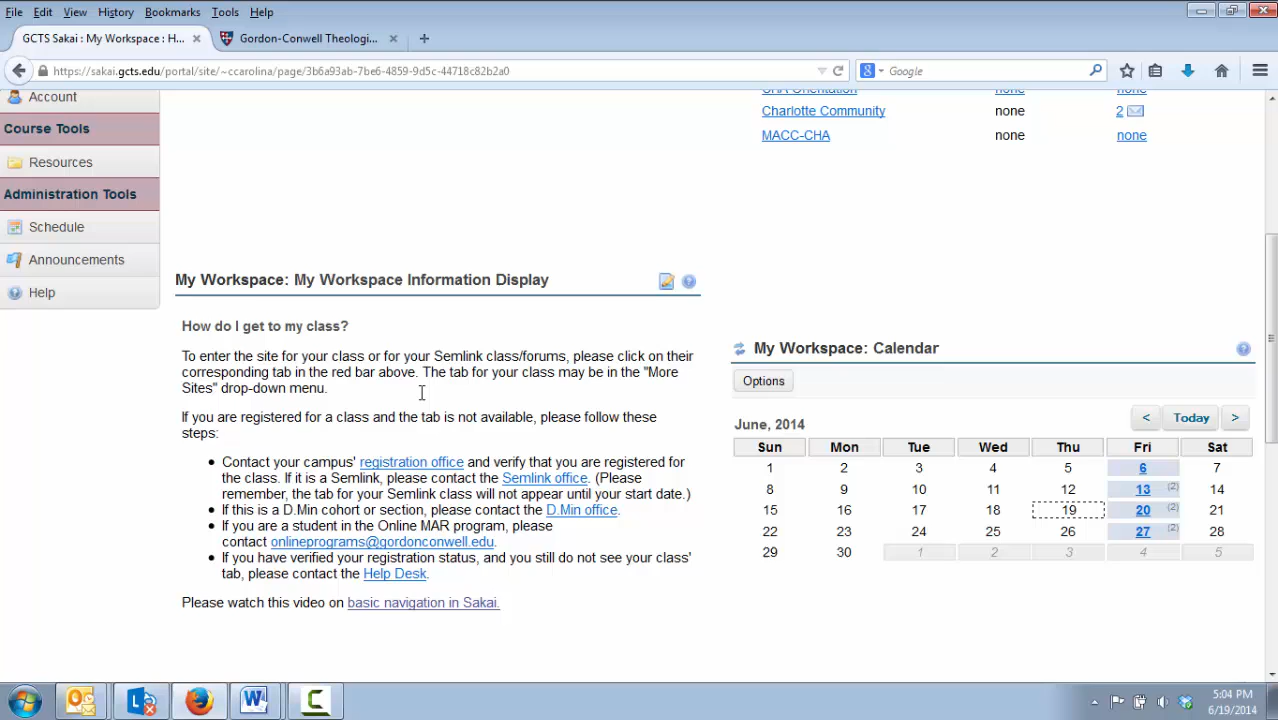 File Edit View History Bookmarks Tools Help
GCTS Sakai : My Workspace : H... × Gordon-Conwell Theologi... × +
https://sakai.gcts.edu/portal/site/~ccarolina/page/3b6a93ab-7be6-4859-9d5c-44718c82b2a0 Google
Account
Course Tools
Resources
Administration Tools
Schedule
Announcements
Help
CHA Orientation none none
Charlotte Community none 2
MACC-CHA none none
My Workspace: My Workspace Information Display
How do I get to my class?
To enter the site for your class or for your Semlink class/forums, please click on their
corresponding tab in the red bar above. The tab for your class may be in the "More
Sites" drop-down menu.
If you are registered for a class and the tab is not available, please follow these
steps:
• Contact your campus' registration office and verify that you are registered for
the class. If it is a Semlink, please contact the Semlink office. (Please
remember, the tab for your Semlink class will not appear until your start date.)
• If this is a D.Min cohort or section, please contact the D.Min office.
• If you are a student in the Online MAR program, please
contact onlineprograms@gordonconwell.edu.
• If you have verified your registration status, and you still do not see your class'
tab, please contact the Help Desk.
Please watch this video on basic navigation in Sakai.
My Workspace: Calendar
Options
June, 2014 < Today >
Sun Mon Tue Wed Thu Fri Sat
1 2 3 4 5 6 7
8 9 10 11 12 13 (2) 14
15 16 17 18 19 20 (2) 21
22 23 24 25 26 27 (2) 28
29 30 1 2 3 4 5
5:04 PM
6/19/2014